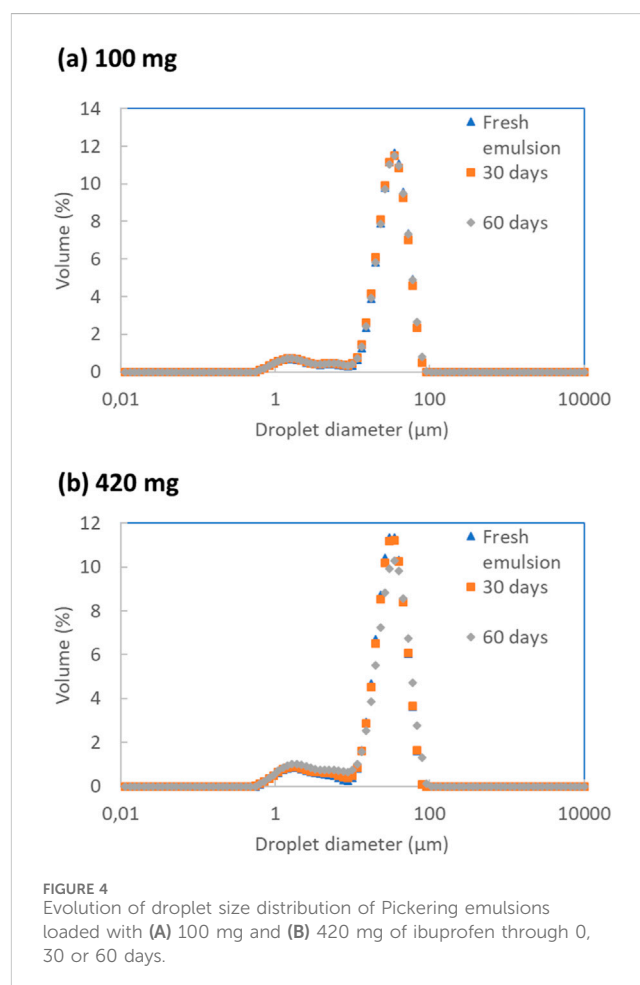 (a) 100 mg
14
12
10
8
6
4
2
0
Volume (%)
Fresh
emulsion
30 days
60 days
0,01
1
100
10000
Droplet diameter (µm)
(b) 420 mg
12
10
8
6
4
2
0
Volume (%)
Fresh
emulsion
30 days
60 days
0,01
1
100
10000
Droplet diameter (µm)
FIGURE 4
Evolution of droplet size distribution of Pickering emulsions
loaded with (A) 100 mg and (B) 420 mg of ibuprofen through 0,
30 or 60 days.